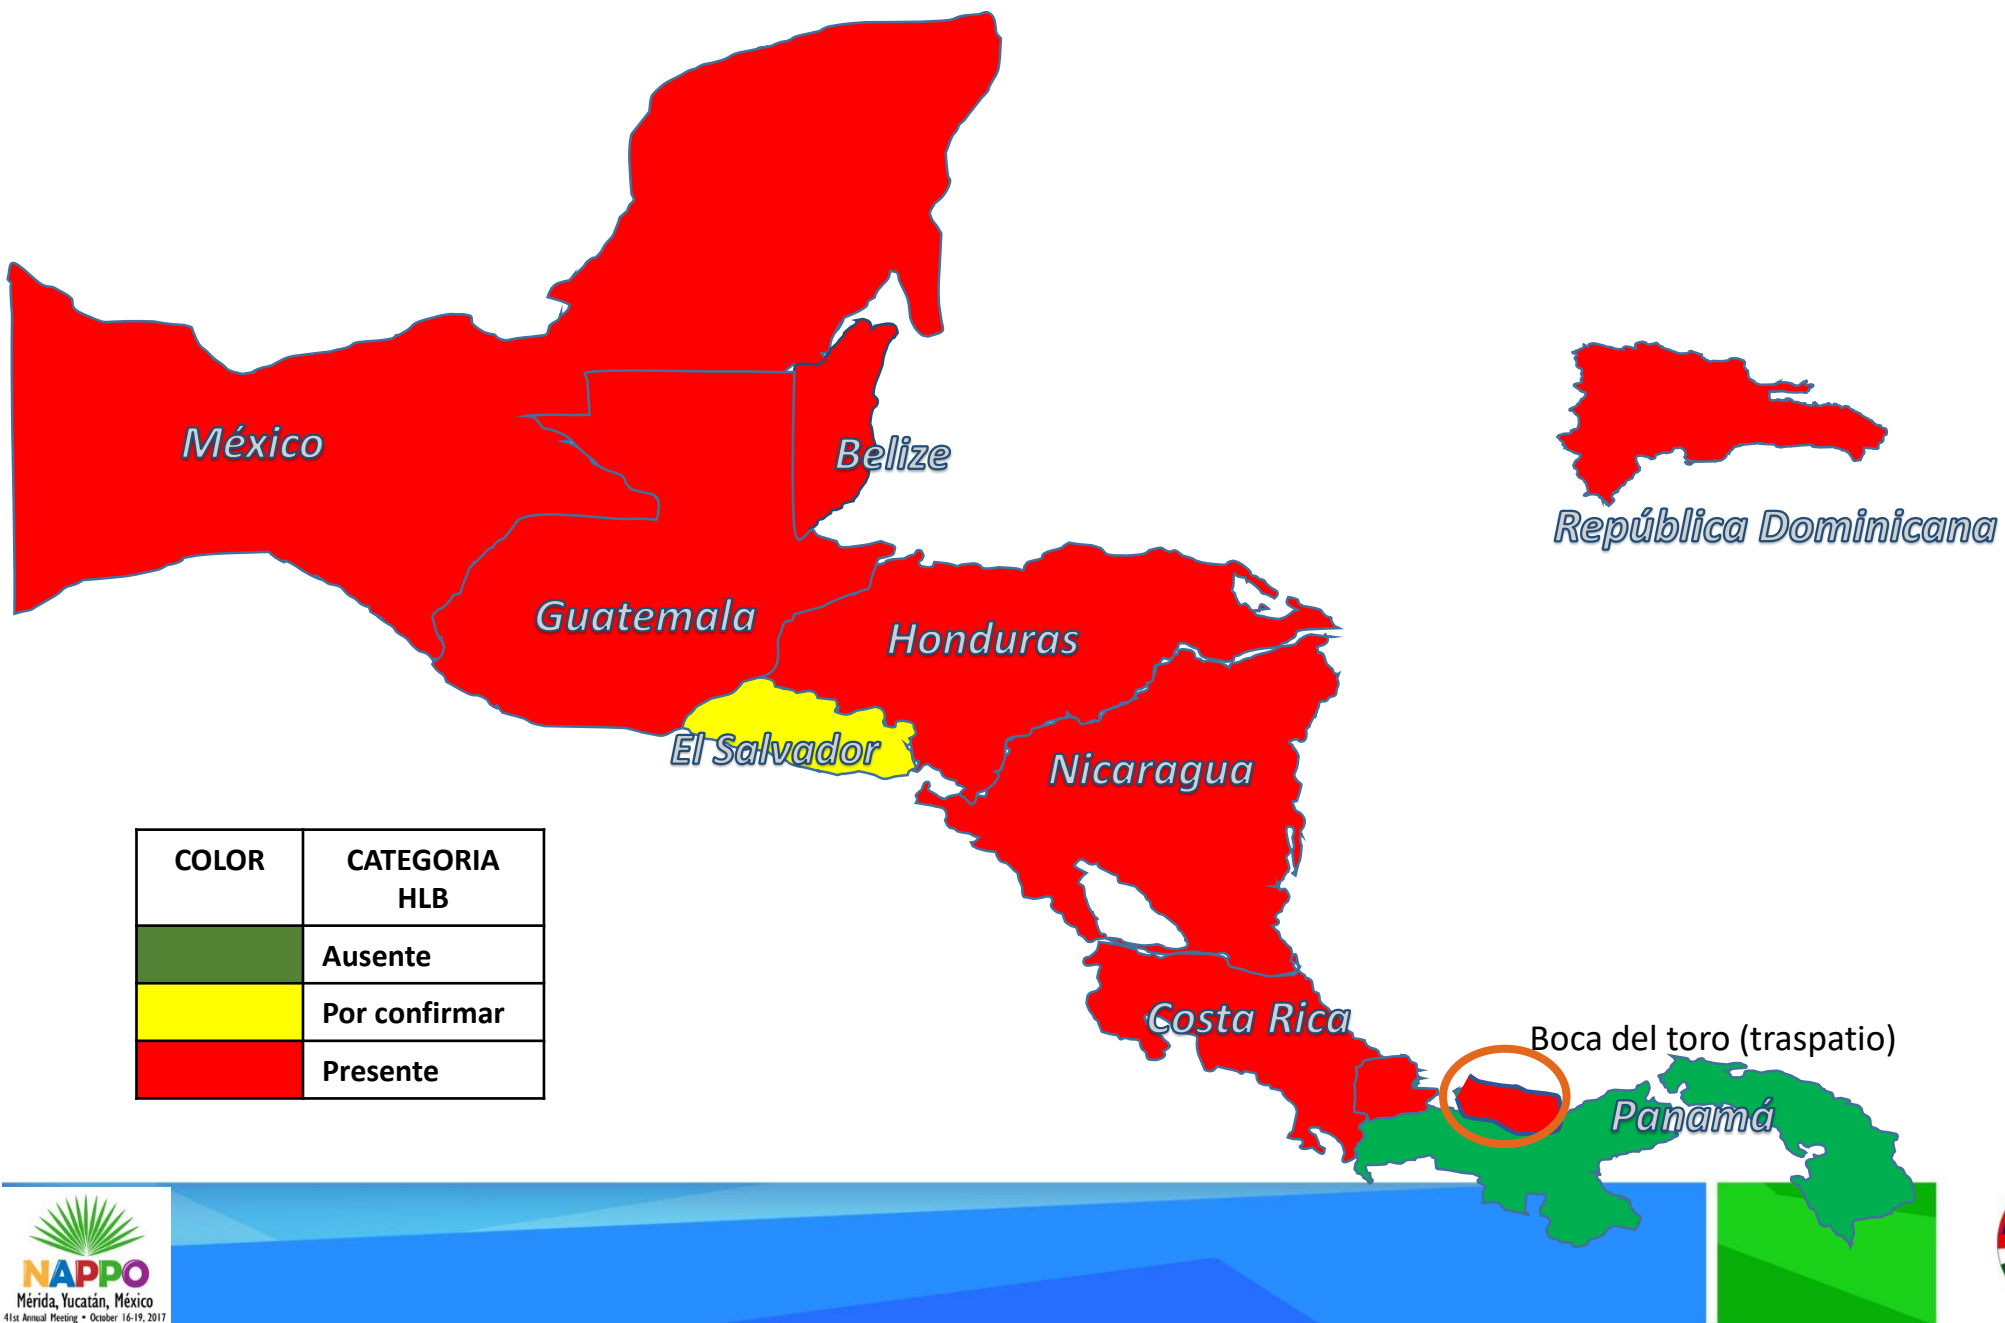 México
Belize
República Dominicana
Guatemala
Honduras
El Salvador
Nicaragua
COLOR
CATEGORIA
HLB
Ausente
Por confirmar
Presente
Costa Rica
Boca del toro (traspatio)
Panamá
NAPPO
Mérida, Yucatán, México
41st Annual Meeting • October 16-19, 2017